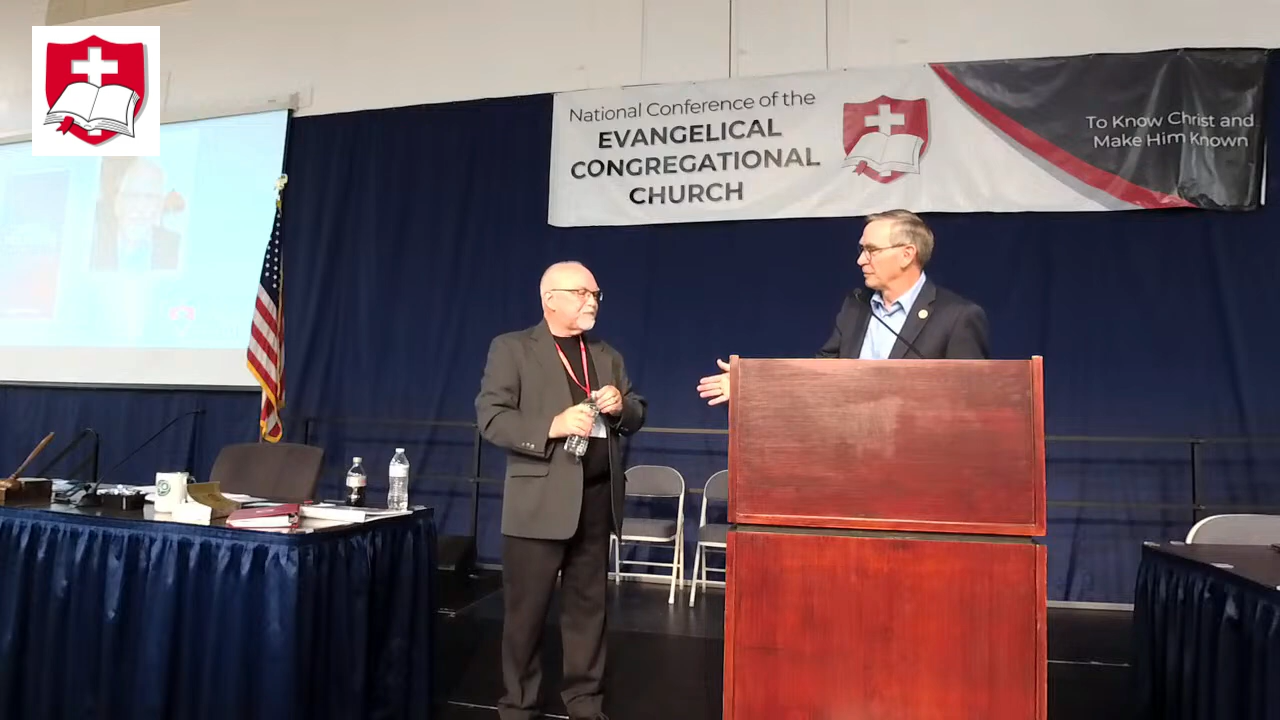 National Conference of the
EVANGELICAL
CONGREGATIONAL
CHURCH
To Know Christ and
Make Him Known